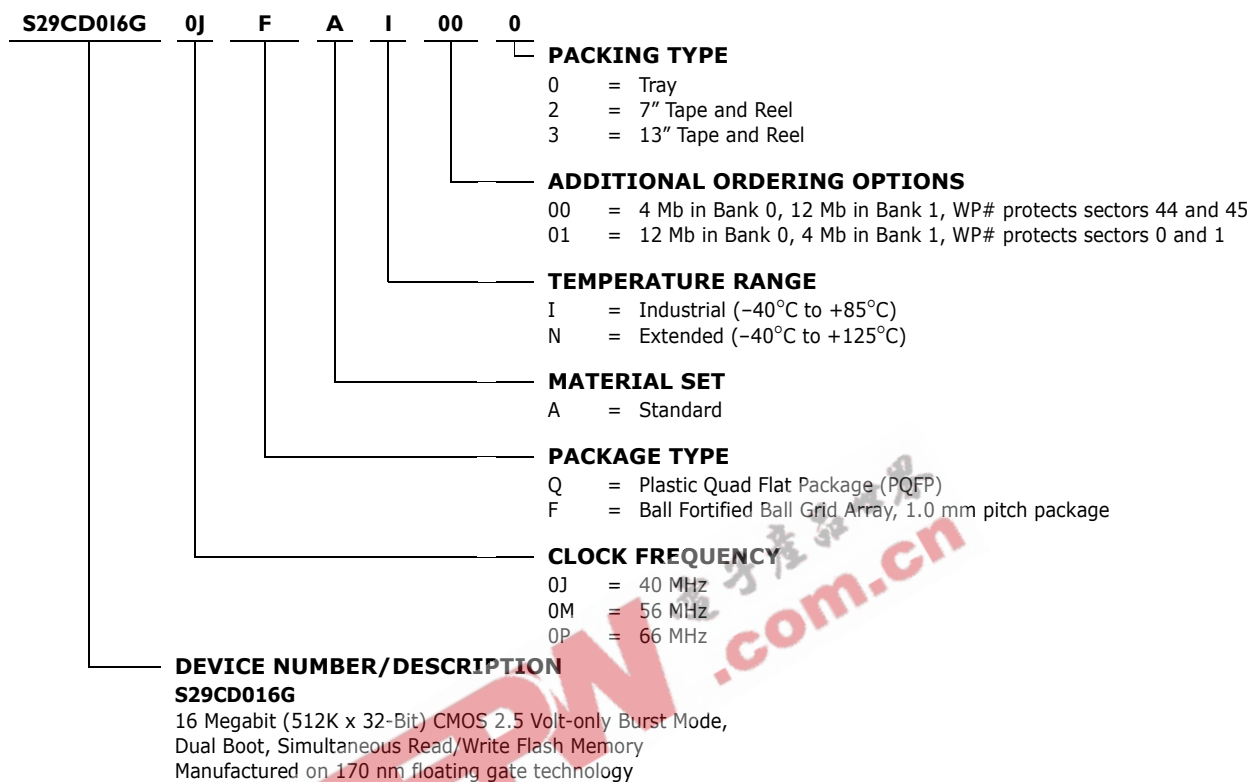 S29CD016G 0J F A I 00 0
PACKING TYPE
0 = Tray
2 = 7″ Tape and Reel
3 = 13″ Tape and Reel
ADDITIONAL ORDERING OPTIONS
00 = 4 Mb in Bank 0, 12 Mb in Bank 1, WP# protects sectors 44 and 45
01 = 12 Mb in Bank 0, 4 Mb in Bank 1, WP# protects sectors 0 and 1
TEMPERATURE RANGE
I = Industrial (–40°C to +85°C)
N = Extended (–40°C to +125°C)
MATERIAL SET
A = Standard
PACKAGE TYPE
Q = Plastic Quad Flat Package (PQFP)
F = Ball Fortified Ball Grid Array, 1.0 mm pitch package
CLOCK FREQUENCY
0J = 40 MHz
0M = 56 MHz
0P = 66 MHz
DEVICE NUMBER/DESCRIPTION
S29CD016G
16 Megabit (512K x 32-Bit) CMOS 2.5 Volt-only Burst Mode,
Dual Boot, Simultaneous Read/Write Flash Memory
Manufactured on 170 nm floating gate technology
电子產品世界
.com.cn